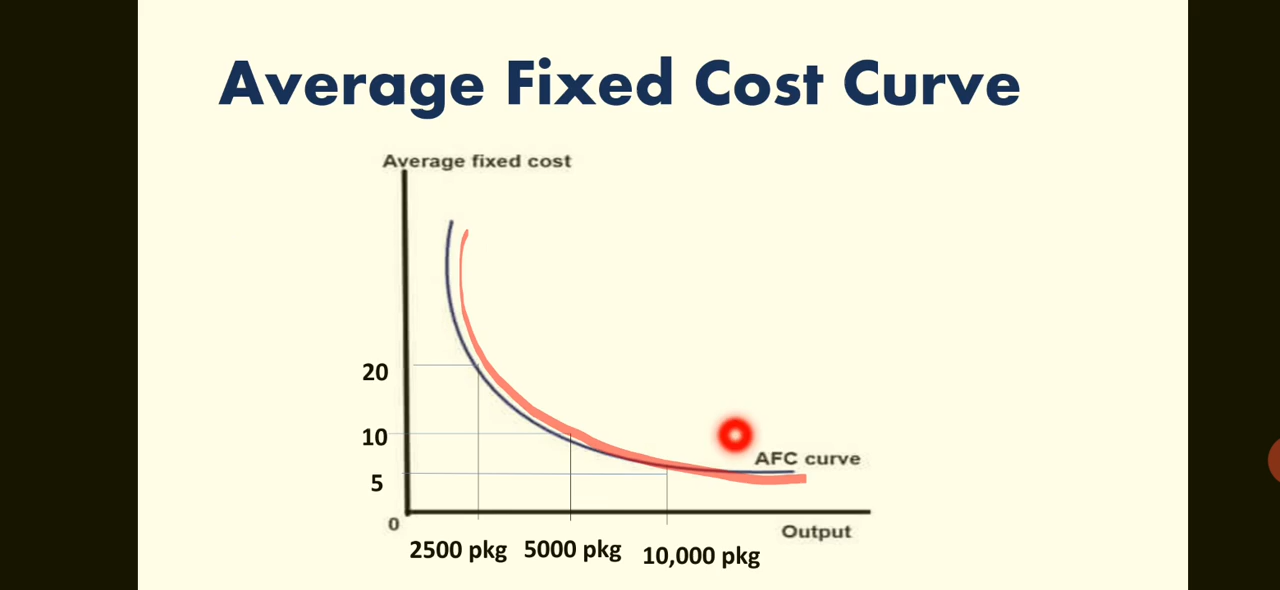 Average Fixed Cost Curve
Average fixed cost
20
10
AFC curve
5
0
Output
2500 pkg 5000 pkg 10,000 pkg